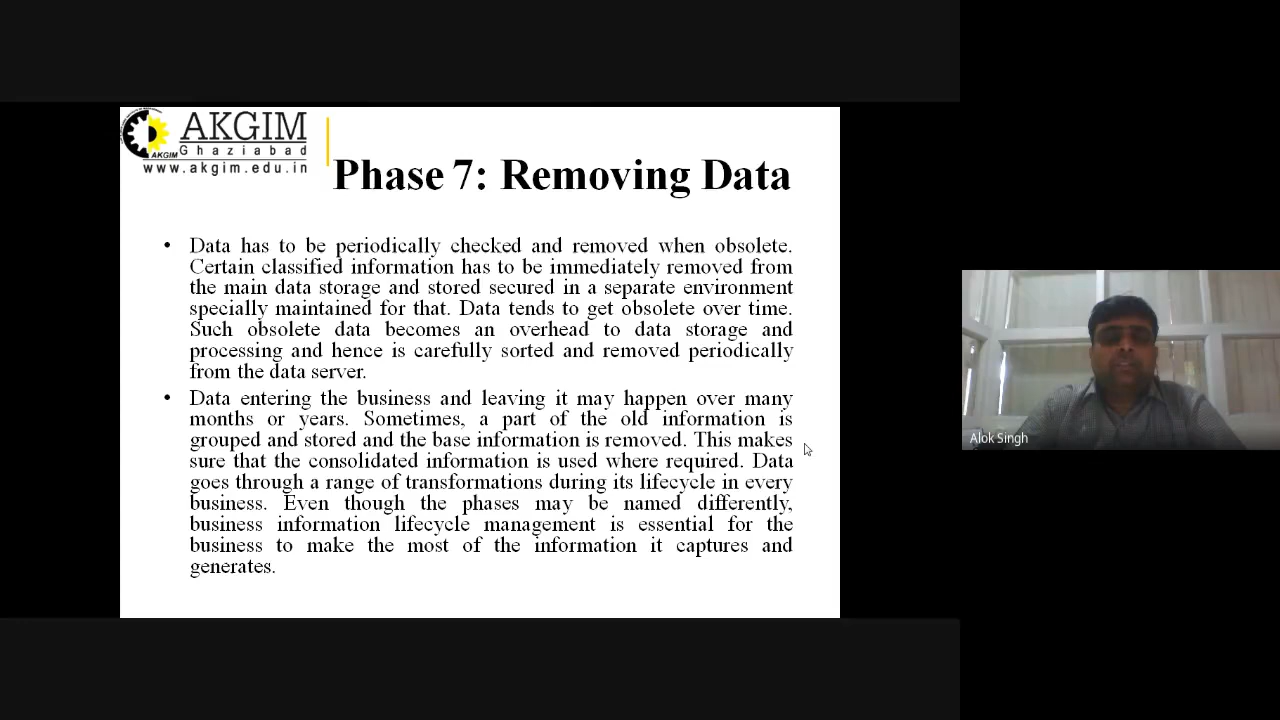 AKGIM
Ghaziabad
AKGIM
www.akgim.edu.in
Phase 7: Removing Data
• Data has to be periodically checked and removed when obsolete.
Certain classified information has to be immediately removed from
the main data storage and stored secured in a separate environment
specially maintained for that. Data tends to get obsolete over time.
Such obsolete data becomes an overhead to data storage and
processing and hence is carefully sorted and removed periodically
from the data server.
• Data entering the business and leaving it may happen over many
months or years. Sometimes, a part of the old information is
grouped and stored and the base information is removed. This makes
sure that the consolidated information is used where required. Data
goes through a range of transformations during its lifecycle in every
business. Even though the phases may be named differently,
business information lifecycle management is essential for the
business to make the most of the information it captures and
generates.
Alok Singh